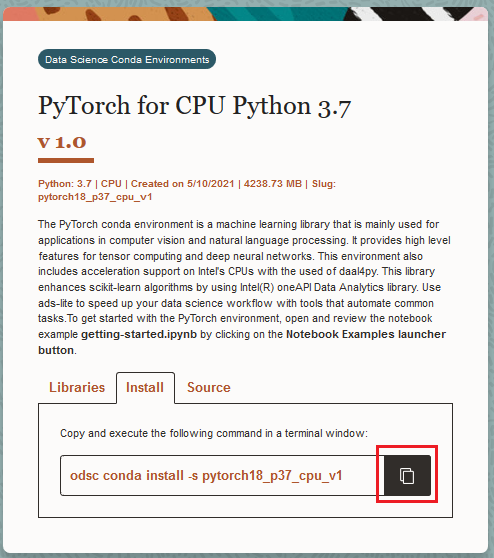 Data Science Conda Environments
PyTorch for CPU Python 3.7
v 1.0
Python: 3.7 | CPU | Created on 5/10/2021 | 4238.73 MB | Slug:
pytorch18_p37_cpu_v1
The PyTorch conda environment is a machine learning library that is mainly used for
applications in computer vision and natural language processing. It provides high level
features for tensor computing and deep neural networks. This environment also
includes acceleration support on Intel's CPUs with the used of daal4py. This library
enhances scikit-learn algorithms by using Intel(R) oneAPI Data Analytics library. Use
ads-lite to speed up your data science workflow with tools that automate common
tasks.To get started with the PyTorch environment, open and review the notebook
example getting-started.ipynb by clicking on the Notebook Examples launcher
button.
Libraries Install Source
Copy and execute the following command in a terminal window:
odsc conda install -s pytorch18_p37_cpu_v1